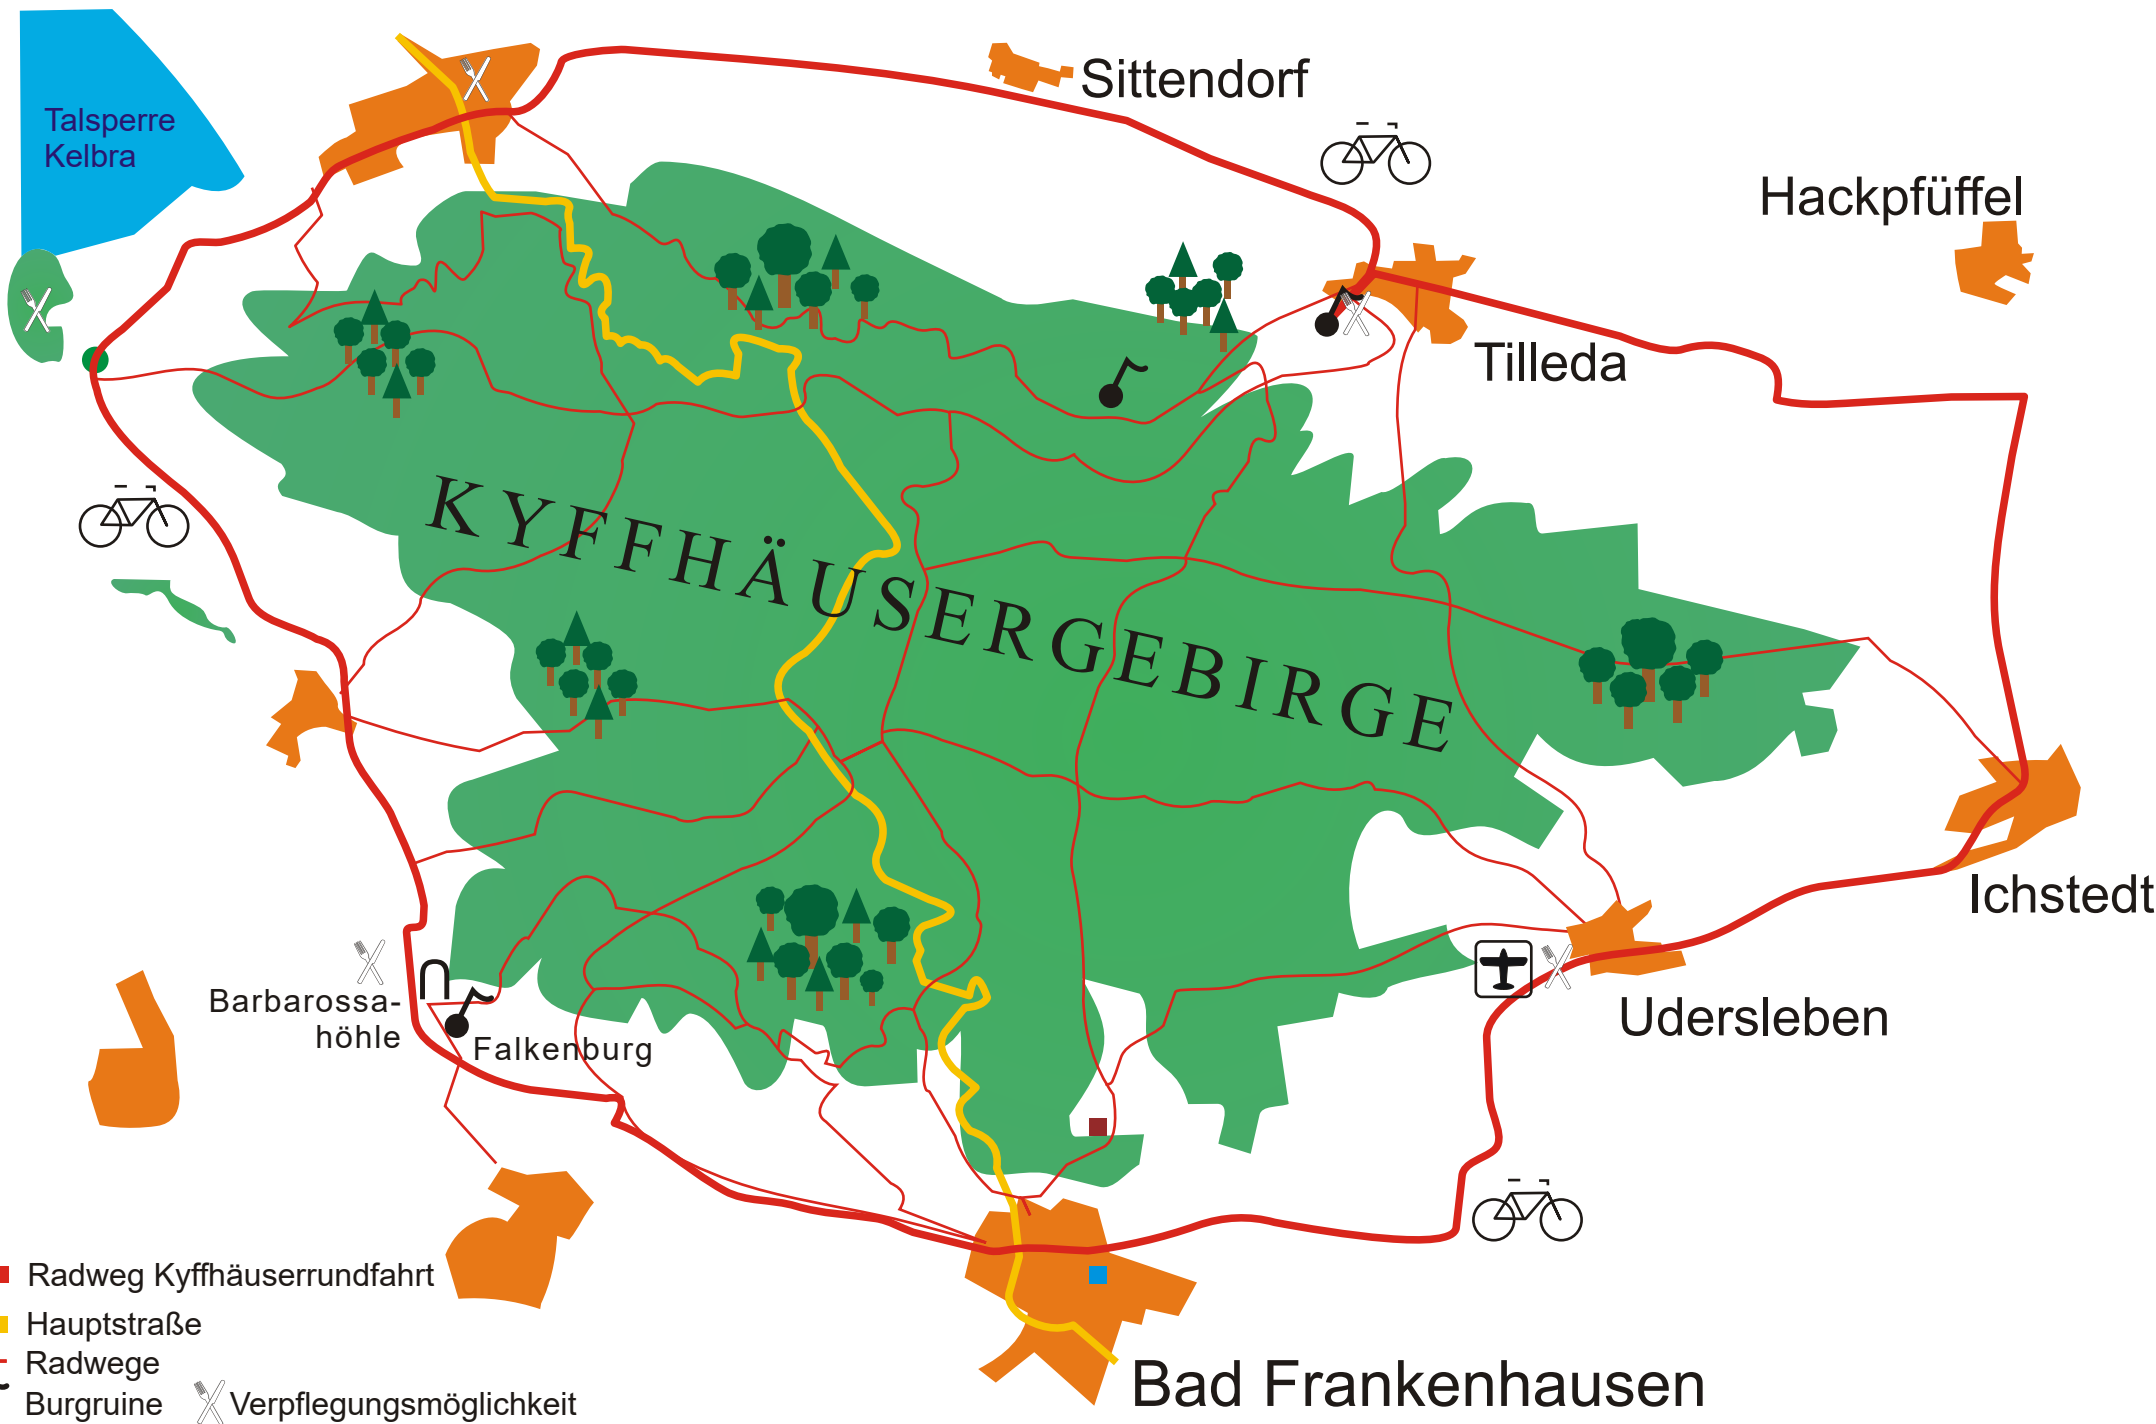 Talsperre
Kelbra
Sittendorf
Hackpfüffel
Tilleda
KYFFHÄUSERGEBIRGE
Ichstedt
Udersleben
Barbarossa-
höhle
Falkenburg
Radweg Kyffhäuserrundfahrt
Hauptstraße
Radwege
Burgruine Verpflegungsmöglichkeit
Bad Frankenhausen